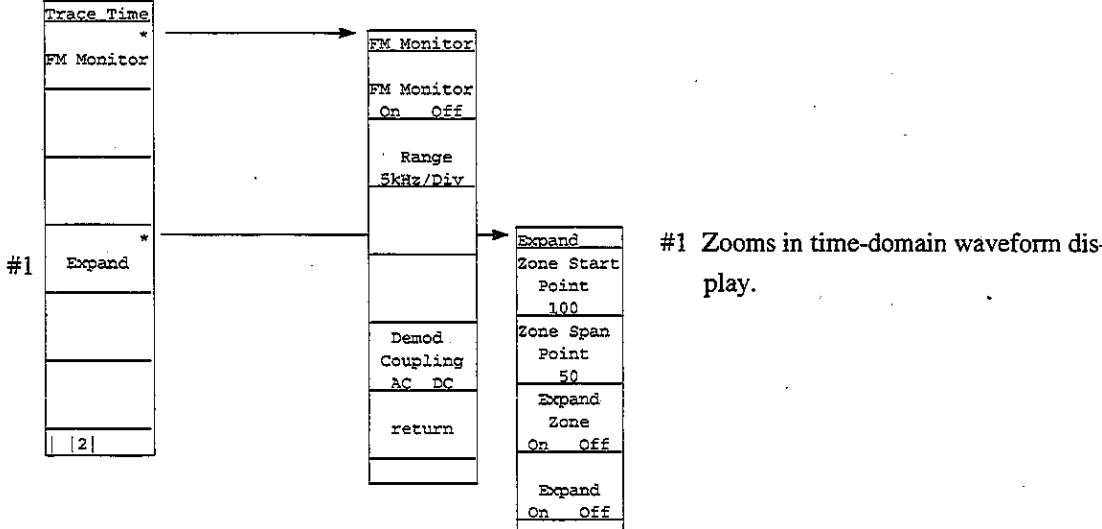 Trace_Time
*
FM Monitor
*
#1 Expand
| |2|
FM Monitor
FM Monitor
On Off
Range
5kHz/Div
Demod
Coupling
AC DC
return
Expand
Zone Start
Point
100
Zone Span
Point
50
Expand
Zone
On Off
Expand
On Off
#1 Zooms in time-domain waveform dis-
play.